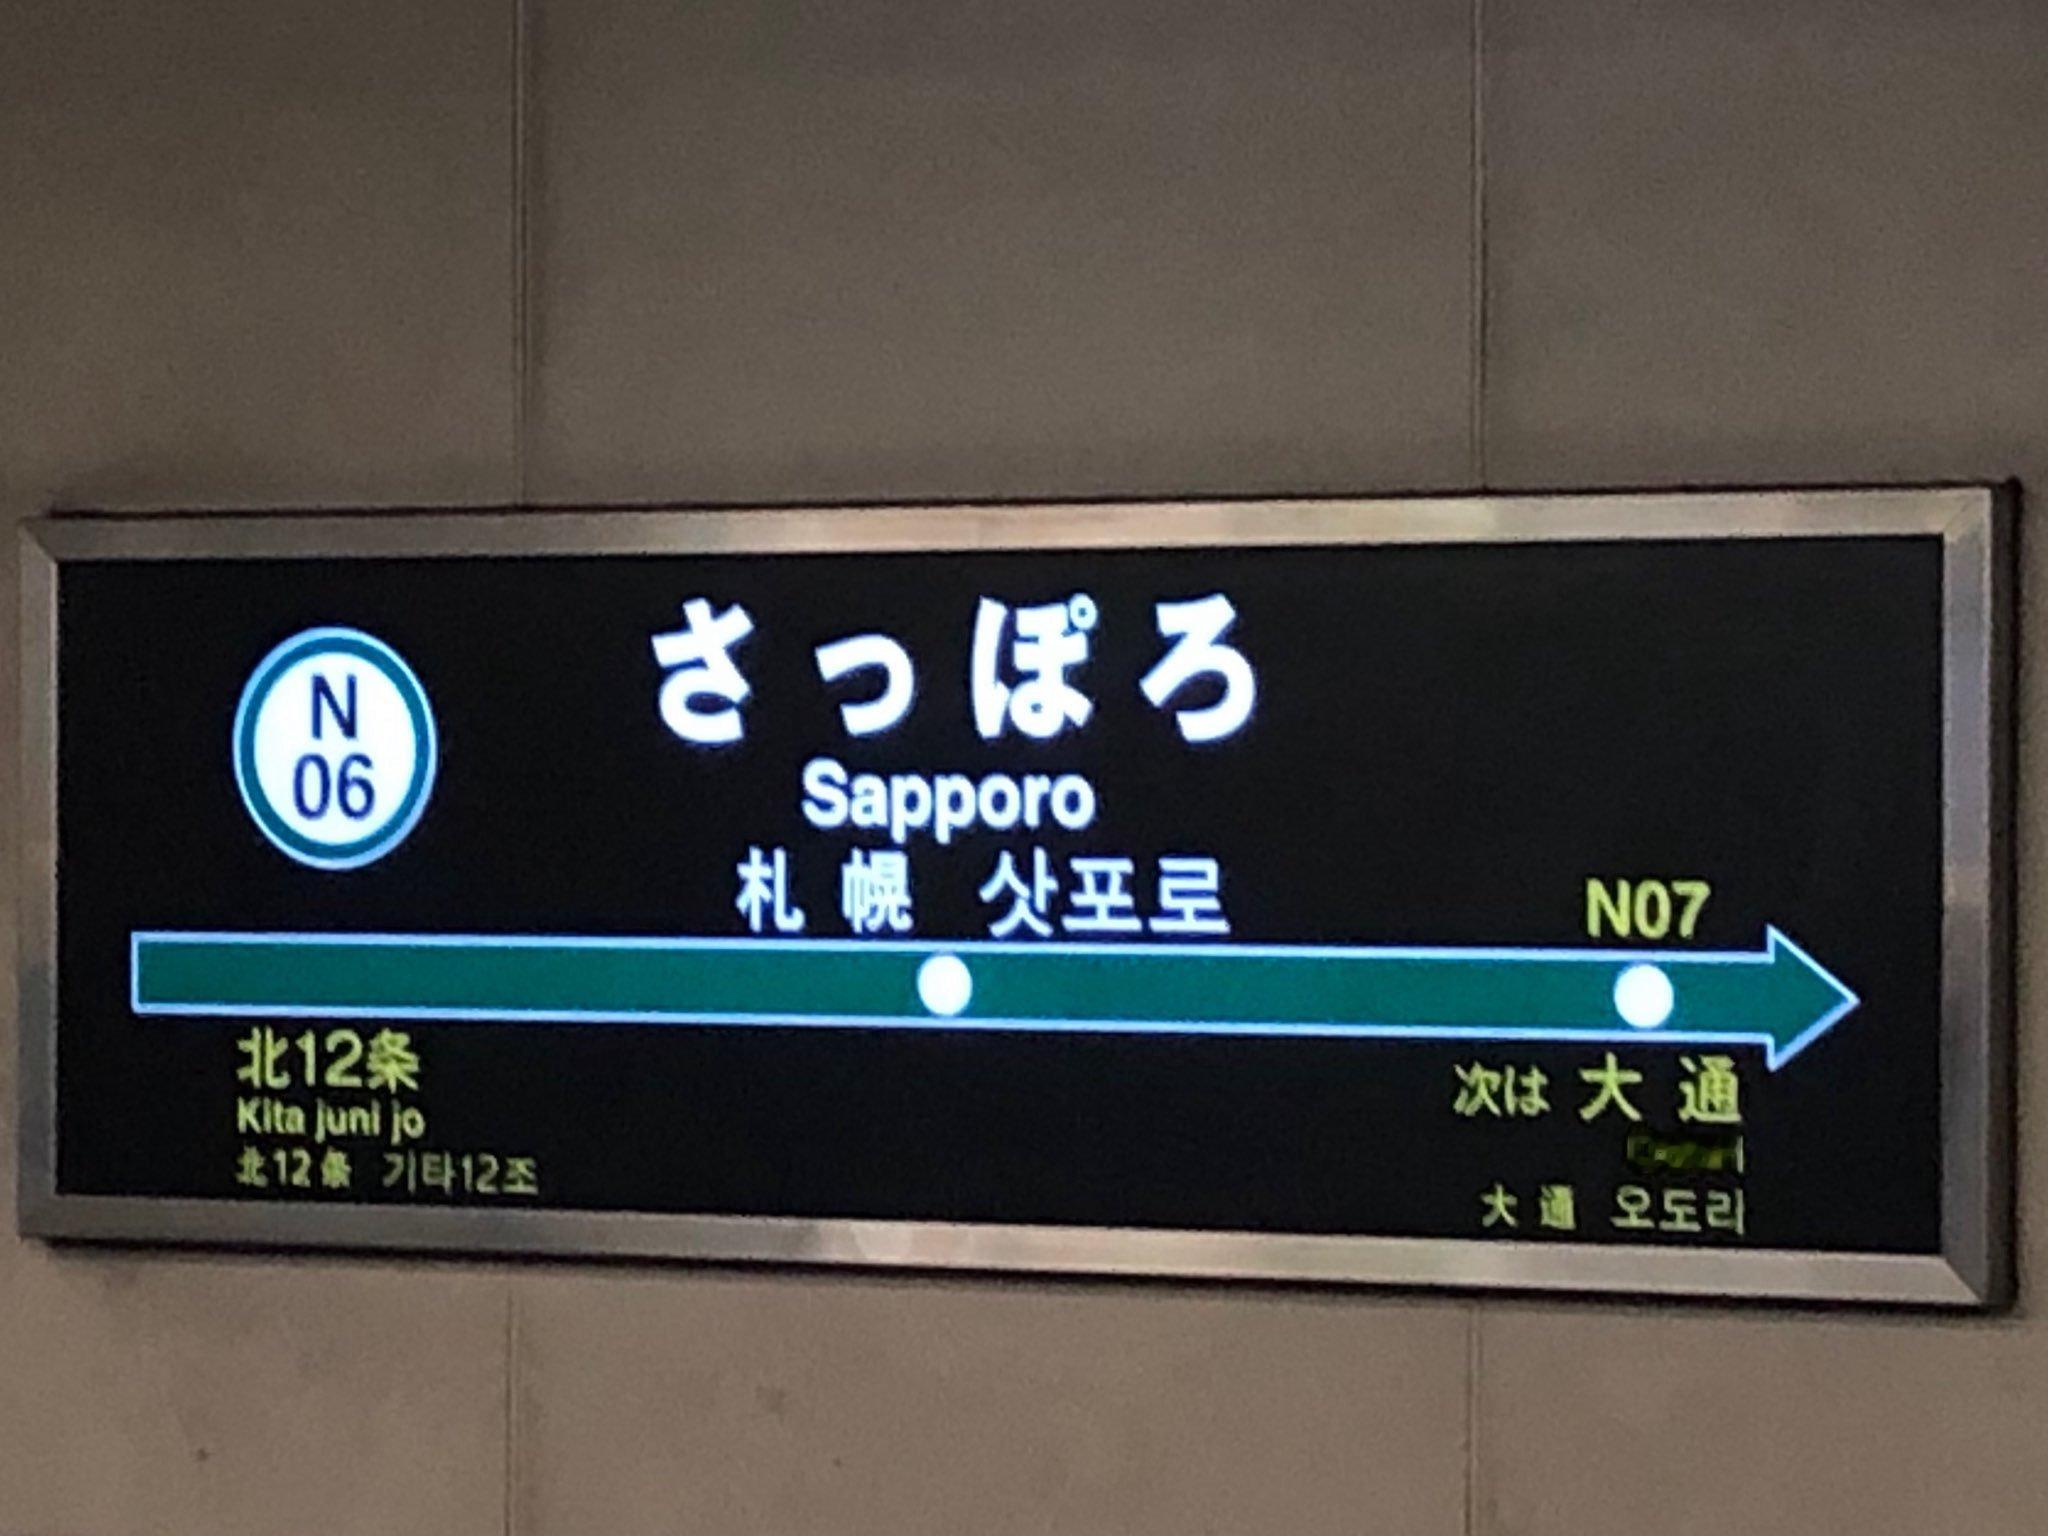 N
06
さっぽろ
Sapporo
札幌 삿포로
N07
北12条
Kita juni jo
北12条 기타12조
次は 大通
大通 오도리